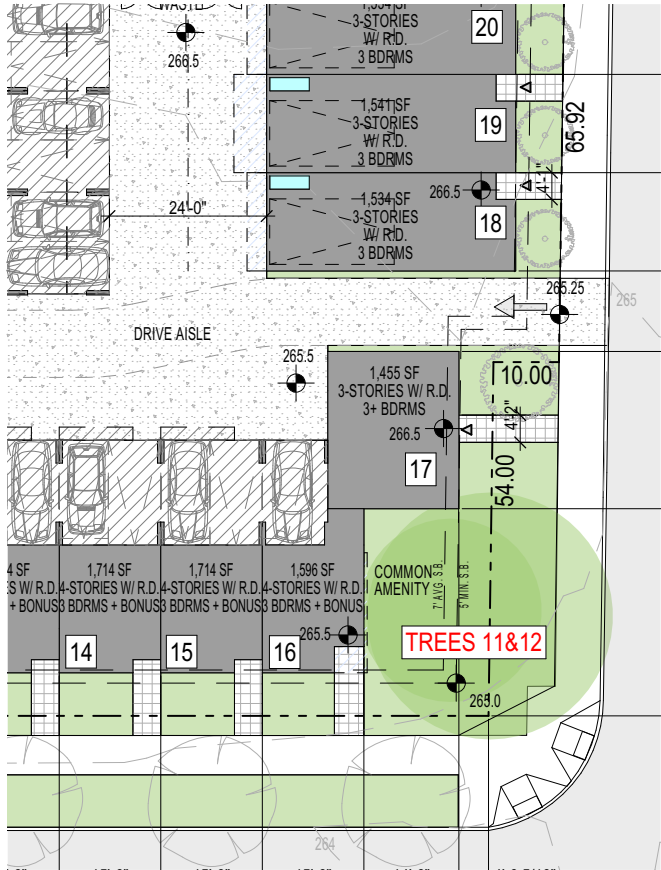 WASTE
266.5
3-STORIES
W/ R.D.
3 BDRMS
20
1,541 SF
3-STORIES
W/ R.D.
3 BDRMS
19
65.92
1,534 SF
3-STORIES
W/ R.D.
3 BDRMS
266.5
18
4'-1"
24'-0"
265.25
265
DRIVE AISLE
265.5
1,455 SF
3-STORIES W/ R.D.
3+ BDRMS
266.5
17
10.00
4'-2"
54.00
4 SF
ES W/ R.D.
+ BONUS
1,714 SF
4-STORIES W/ R.D.
3 BDRMS + BONUS
14
1,714 SF
4-STORIES W/ R.D.
3 BDRMS + BONUS
15
1,596 SF
4-STORIES W/ R.D.
3 BDRMS + BONUS
265.5
16
COMMON
AMENITY
7' AVG. S.B.
5' MIN. S.B.
TREES 11&12
265.0
264